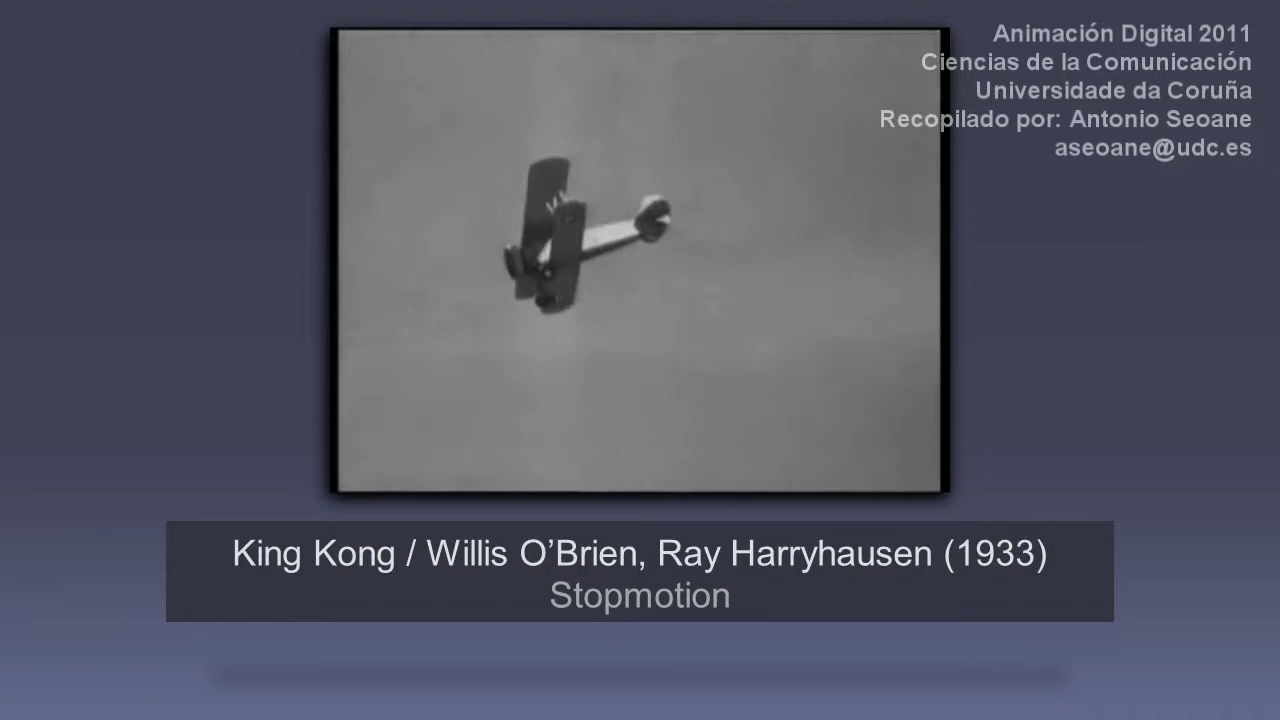 Animación Digital 2011
Ciencias de la Comunicación
Universidade da Coruña
Recopilado por: Antonio Seoane
aseoane@udc.es
King Kong / Willis O’Brien, Ray Harryhausen (1933)
Stopmotion